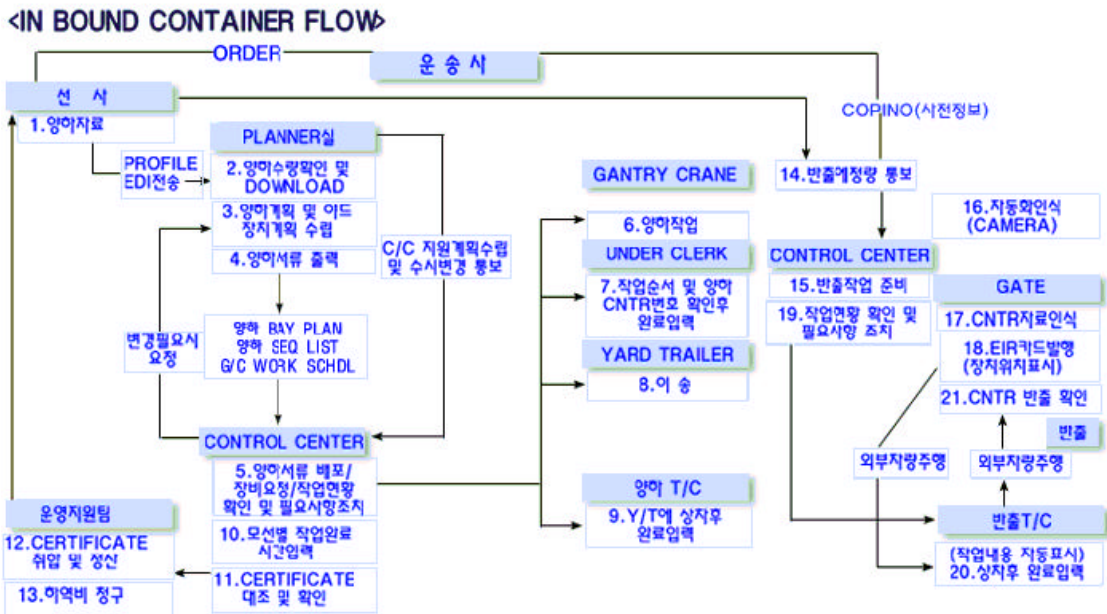 <IN BOUND CONTAINER FLOW>
ORDER
운송사
선 사
1.양하자료
PROFILE
EDI전송
PLANNER실
2.양하수량확인 및
DOWNLOAD
3.양하계획 및 야드
장치계획 수립
4.양하서류 출력
C/C 지원계획수립
및 수시변경 통보
변경필요시
요청
양하 BAY PLAN
양하 SEQ LIST
G/C WORK SCHDL
CONTROL CENTER
5.양하서류 배포/
장비요청/작업현황
확인 및 필요사항조치
10.모선별 작업완료
시간입력
11.CERTIFICATE
대조 및 확인
운영지원팀
12.CERTIFICATE
취압 및 정산
13.하역비 청구
GANTRY CRANE
6.양하작업
UNDER CLERK
7.작업순서 및 양하
CNTR번호 확인후
완료입력
YARD TRAILER
8.이 송
양하 T/C
9.Y/T에 상차후
완료입력
COPINO(사전정보)
14.반출예정량 통보
CONTROL CENTER
15.반출작업 준비
19.작업현황 확인 및
필요사항 조치
16.자동확인식
(CAMERA)
GATE
17.CNTR자료인식
18.EIR카드발행
(장치위치표시)
21.CNTR 반출 확인
반출
외부차량주행
외부차량주행
반출T/C
(작업내용 자동표시)
20.상차후 완료입력